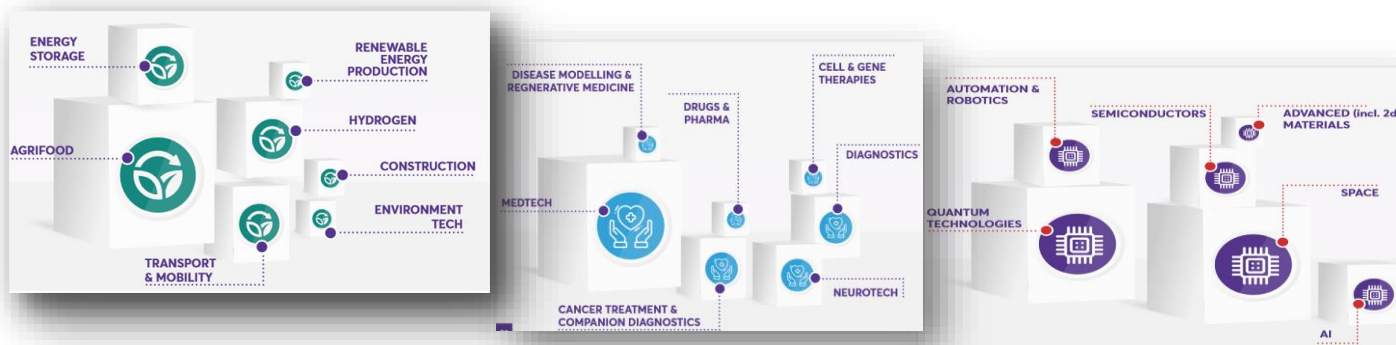 ENERGY
STORAGE
RENEWABLE
ENERGY
PRODUCTION
HYDROGEN
AGRIFOOD
CONSTRUCTION
ENVIRONMENT
TECH
TRANSPORT
& MOBILITY
DISEASE MODELLING &
REGNERATIVE MEDICINE
CELL & GENE
THERAPIES
DRUGS &
PHARMA
DIAGNOSTICS
MEDTECH
NEUROTECH
CANCER TREATMENT &
COMPANION DIAGNOSTICS
AUTOMATION &
ROBOTICS
SEMICONDUCTORS
ADVANCED (incl. 2d
MATERIALS
SPACE
QUANTUM
TECHNOLOGIES
AI